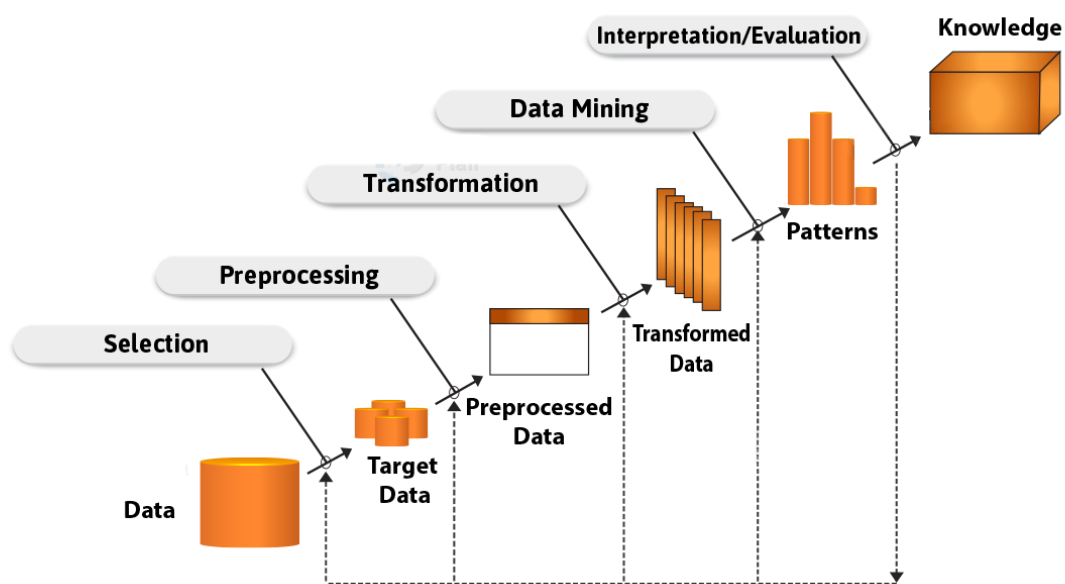 Knowledge
Interpretation/Evaluation
Data Mining
Transformation
Patterns
Preprocessing
Transformed
Data
Selection
Preprocessed
Data
Target
Data
Data